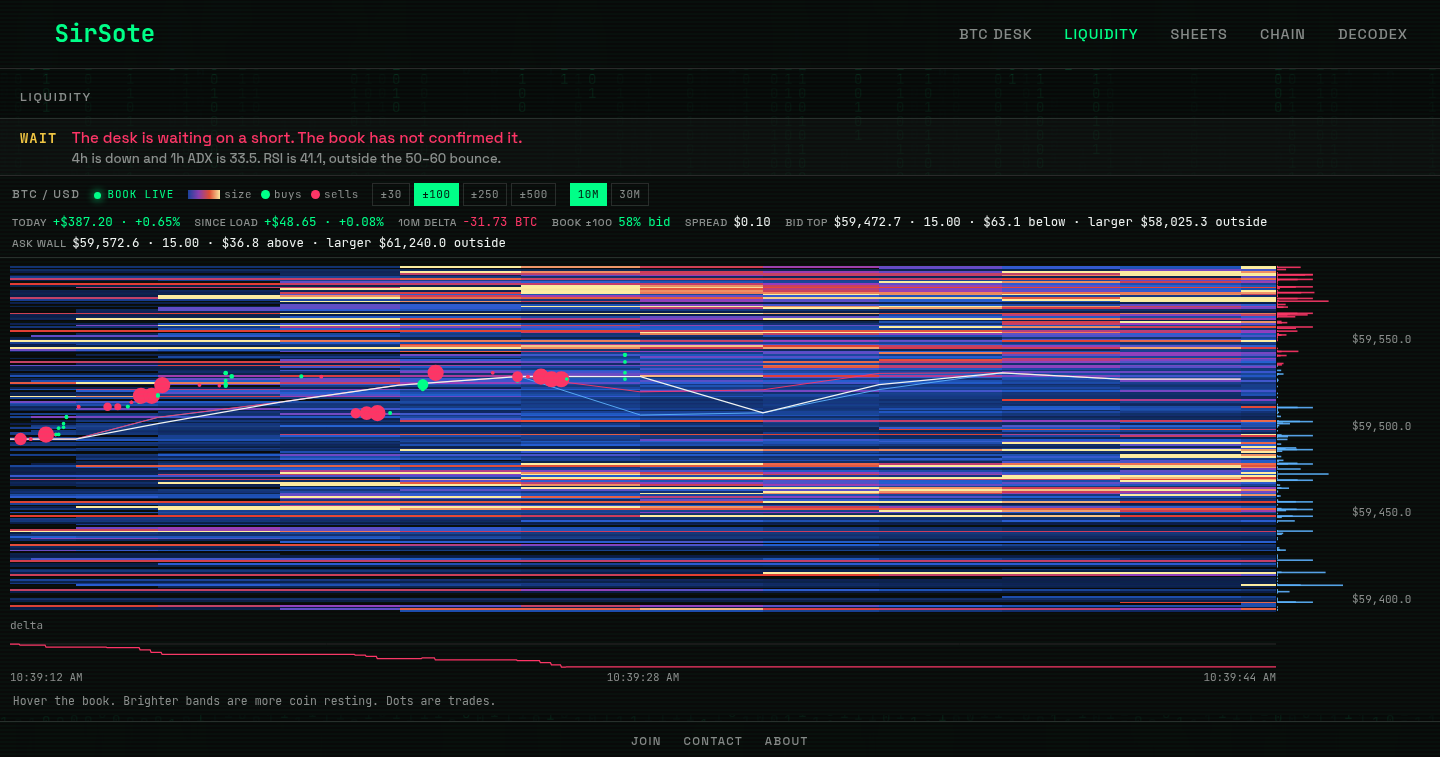 SirSote
BTC DESK LIQUIDITY SHEETS CHAIN DECODEX
LIQUIDITY
WAIT The desk is waiting on a short. The book has not confirmed it.
4h is down and 1h ADX is 33.5. RSI is 41.1, outside the 50–60 bounce.
BTC / USD BOOK LIVE size buys sells ±30 ±100 ±250 ±500 10M 30M
TODAY +$387.20 · +0.65% SINCE LOAD +$48.65 · +0.08% 10M DELTA -31.73 BTC BOOK ±100 58% bid SPREAD $0.10 BID TOP $59,472.7 · 15.00 · $63.1 below · larger $58,025.3 outside
ASK WALL $59,572.6 · 15.00 · $36.8 above · larger $61,240.0 outside
$59,550.0
$59,500.0
$59,450.0
$59,400.0
delta
10:39:12 AM 10:39:28 AM 10:39:44 AM
Hover the book. Brighter bands are more coin resting. Dots are trades.
JOIN CONTACT ABOUT